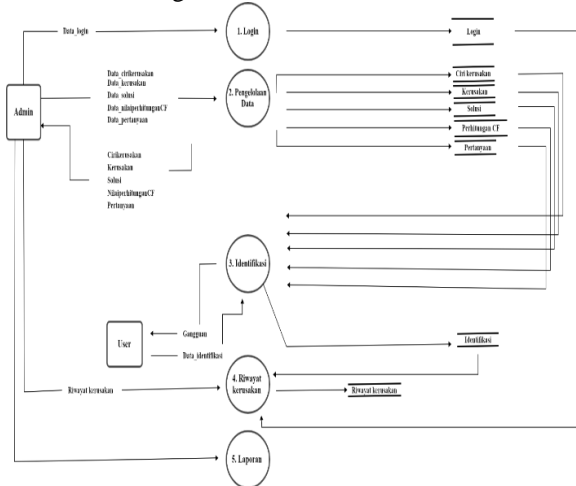 Data_login
1. Login
Login
Admin
Data_cirikerusakan
Data_kerusakan
Data_solusi
Data_nilaiperhitunganCF
Data_pertanyaan
2. Pengelolaan
Data
Ciri kerusakan
Kerusakan
Solusi
Perhitungan CF
Pertanyaan
Cirikerusakan
Kerusakan
Solusi
NilaiperhitunganCF
Pertanyaan
3. Identifikasi
User
Gangguan
Data_identifikasi
Identifikasi
Riwayat kerusakan
4. Riwayat
kerusakan
Riwayat kerusakan
5. Laporan